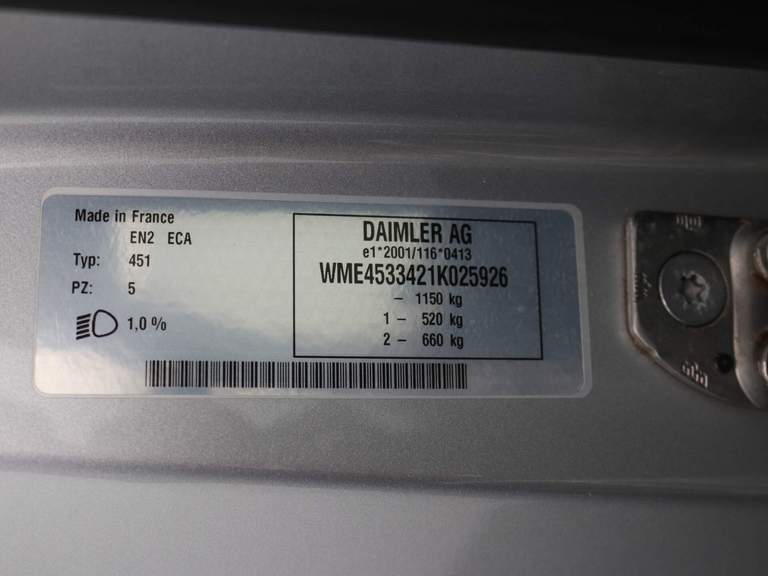 Made in France
EN2 ECA
Typ: 451
PZ: 5
1,0 %
DAIMLER AG
e1*2001/116*0413
WME4533421K025926
– 1150 kg
1 – 520 kg
2 – 660 kg